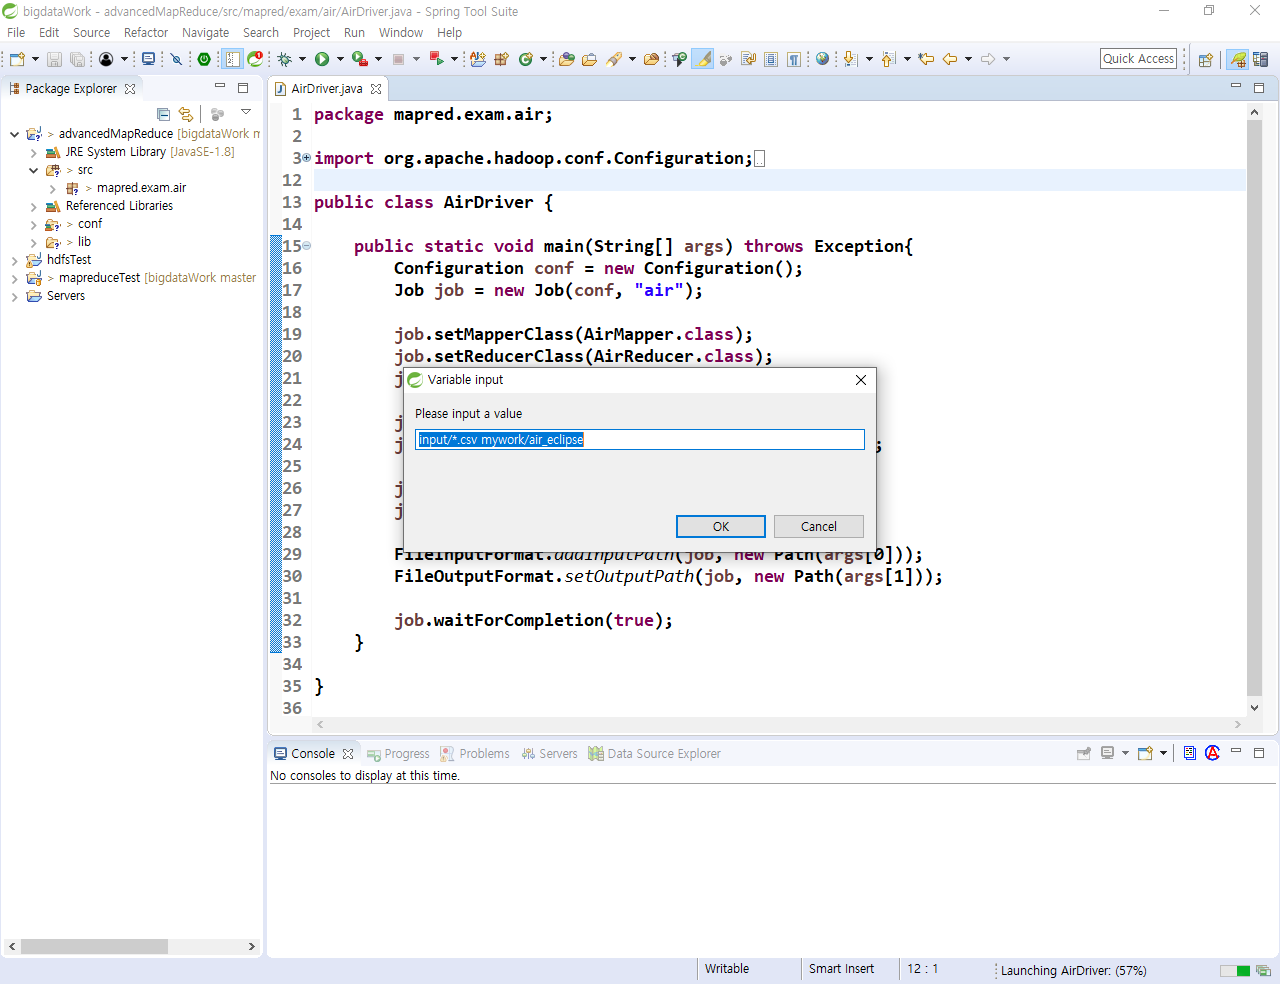 bigdataWork - advancedMapReduce/src/mapred/exam/air/AirDriver.java - Spring Tool Suite
File Edit Source Refactor Navigate Search Project Run Window Help
Quick Access
Package Explorer
AirDriver.java
> advancedMapReduce [bigdataWork m
JRE System Library [JavaSE-1.8]
> src
> mapred.exam.air
Referenced Libraries
> conf
> lib
hdfsTest
> mapreduceTest [bigdataWork master
Servers
1 package mapred.exam.air;
2
3 import org.apache.hadoop.conf.Configuration;
12
13 public class AirDriver {
14
15 public static void main(String[] args) throws Exception{
16 Configuration conf = new Configuration();
17 Job job = new Job(conf, "air");
18
19 job.setMapperClass(AirMapper.class);
20 job.setReducerClass(AirReducer.class);
21 j
22
23 j
24 j ;
25
26 j
27 j
28
29 FileInputFormat.addInputPath(job, new Path(args[0]));
30 FileOutputFormat.setOutputPath(job, new Path(args[1]));
31
32 job.waitForCompletion(true);
33 }
34
35 }
36
Variable input
Please input a value
input/*.csv mywork/air_eclipse
OK Cancel
Console Progress Problems Servers Data Source Explorer
No consoles to display at this time.
Writable Smart Insert 12 : 1 Launching AirDriver: (57%)